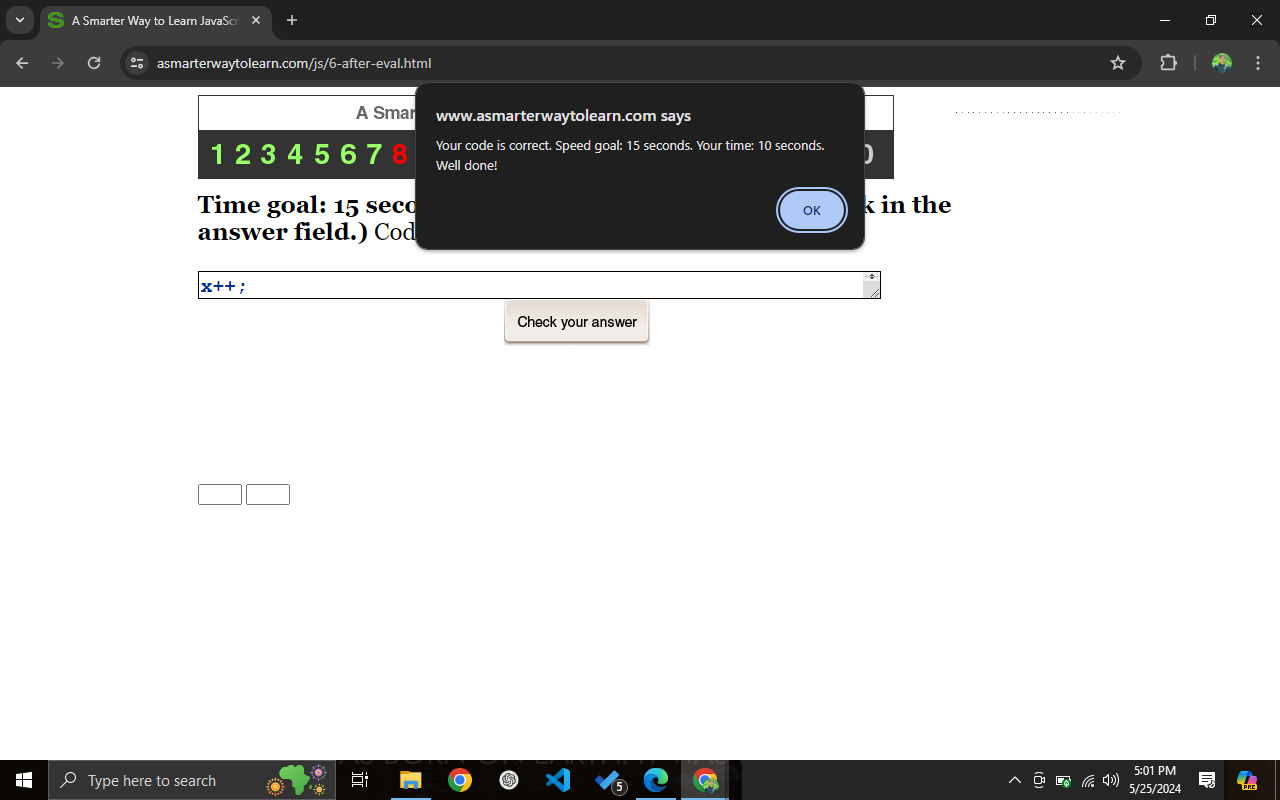 A Smarter Way to Learn JavaScr
asmarterwaytolearn.com/js/6-after-eval.html
www.asmarterwaytolearn.com says
Your code is correct. Speed goal: 15 seconds. Your time: 10 seconds.
Well done!
OK
A Smar
1 2 3 4 5 6 7 8 0
Time goal: 15 seco k in the
answer field.) Cod
x++;
Check your answer
Type here to search
5
5:01 PM
5/25/2024
PRE